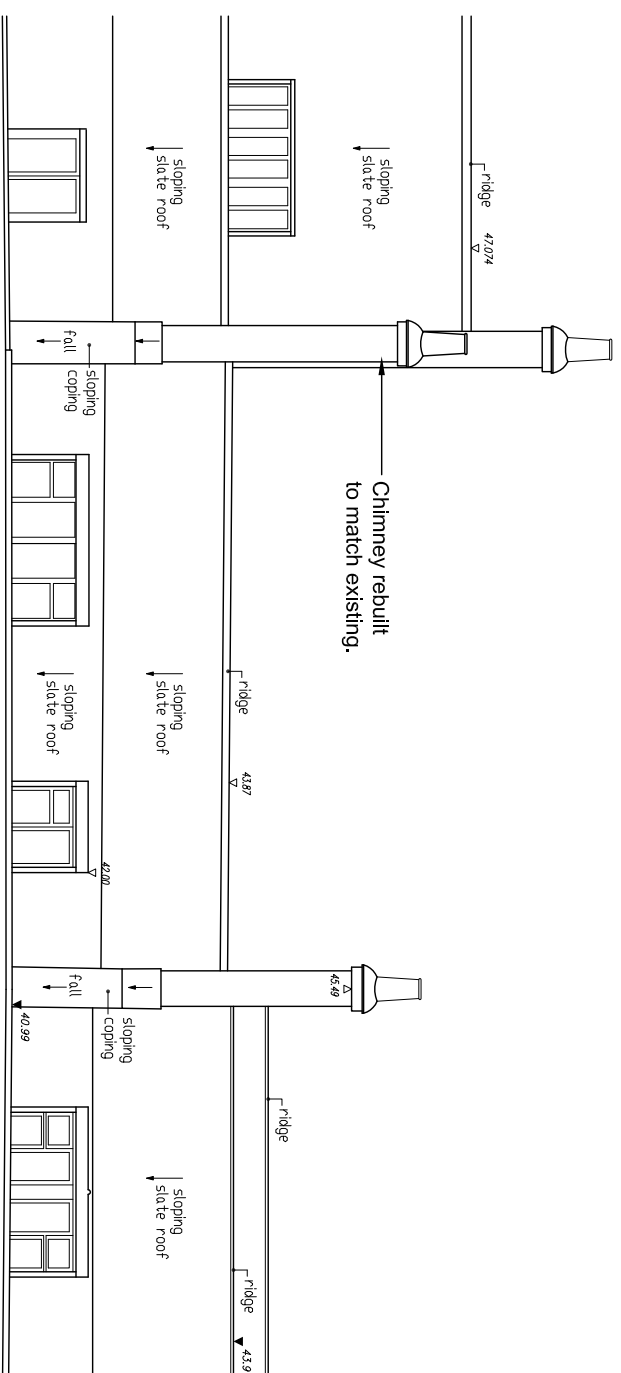 47.074
ridge
sloping
slate roof
Chimney rebuilt
to match existing.
45.49
ridge
ridge
43.87
ridge
43.9
sloping
slate roof
sloping
slate roof
sloping
slate roof
sloping
coping
fall
42.00
sloping
slate roof
sloping
coping
fall
40.99